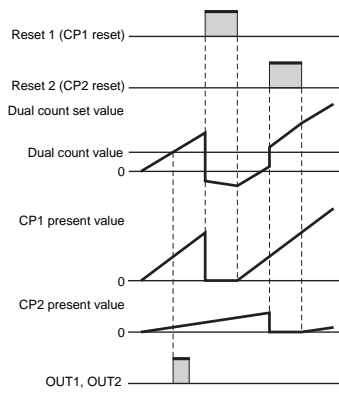 Reset 1 (CP1 reset)
Reset 2 (CP2 reset)
Dual count set value
Dual count value
0
CP1 present value
0
CP2 present value
0
OUT1, OUT2